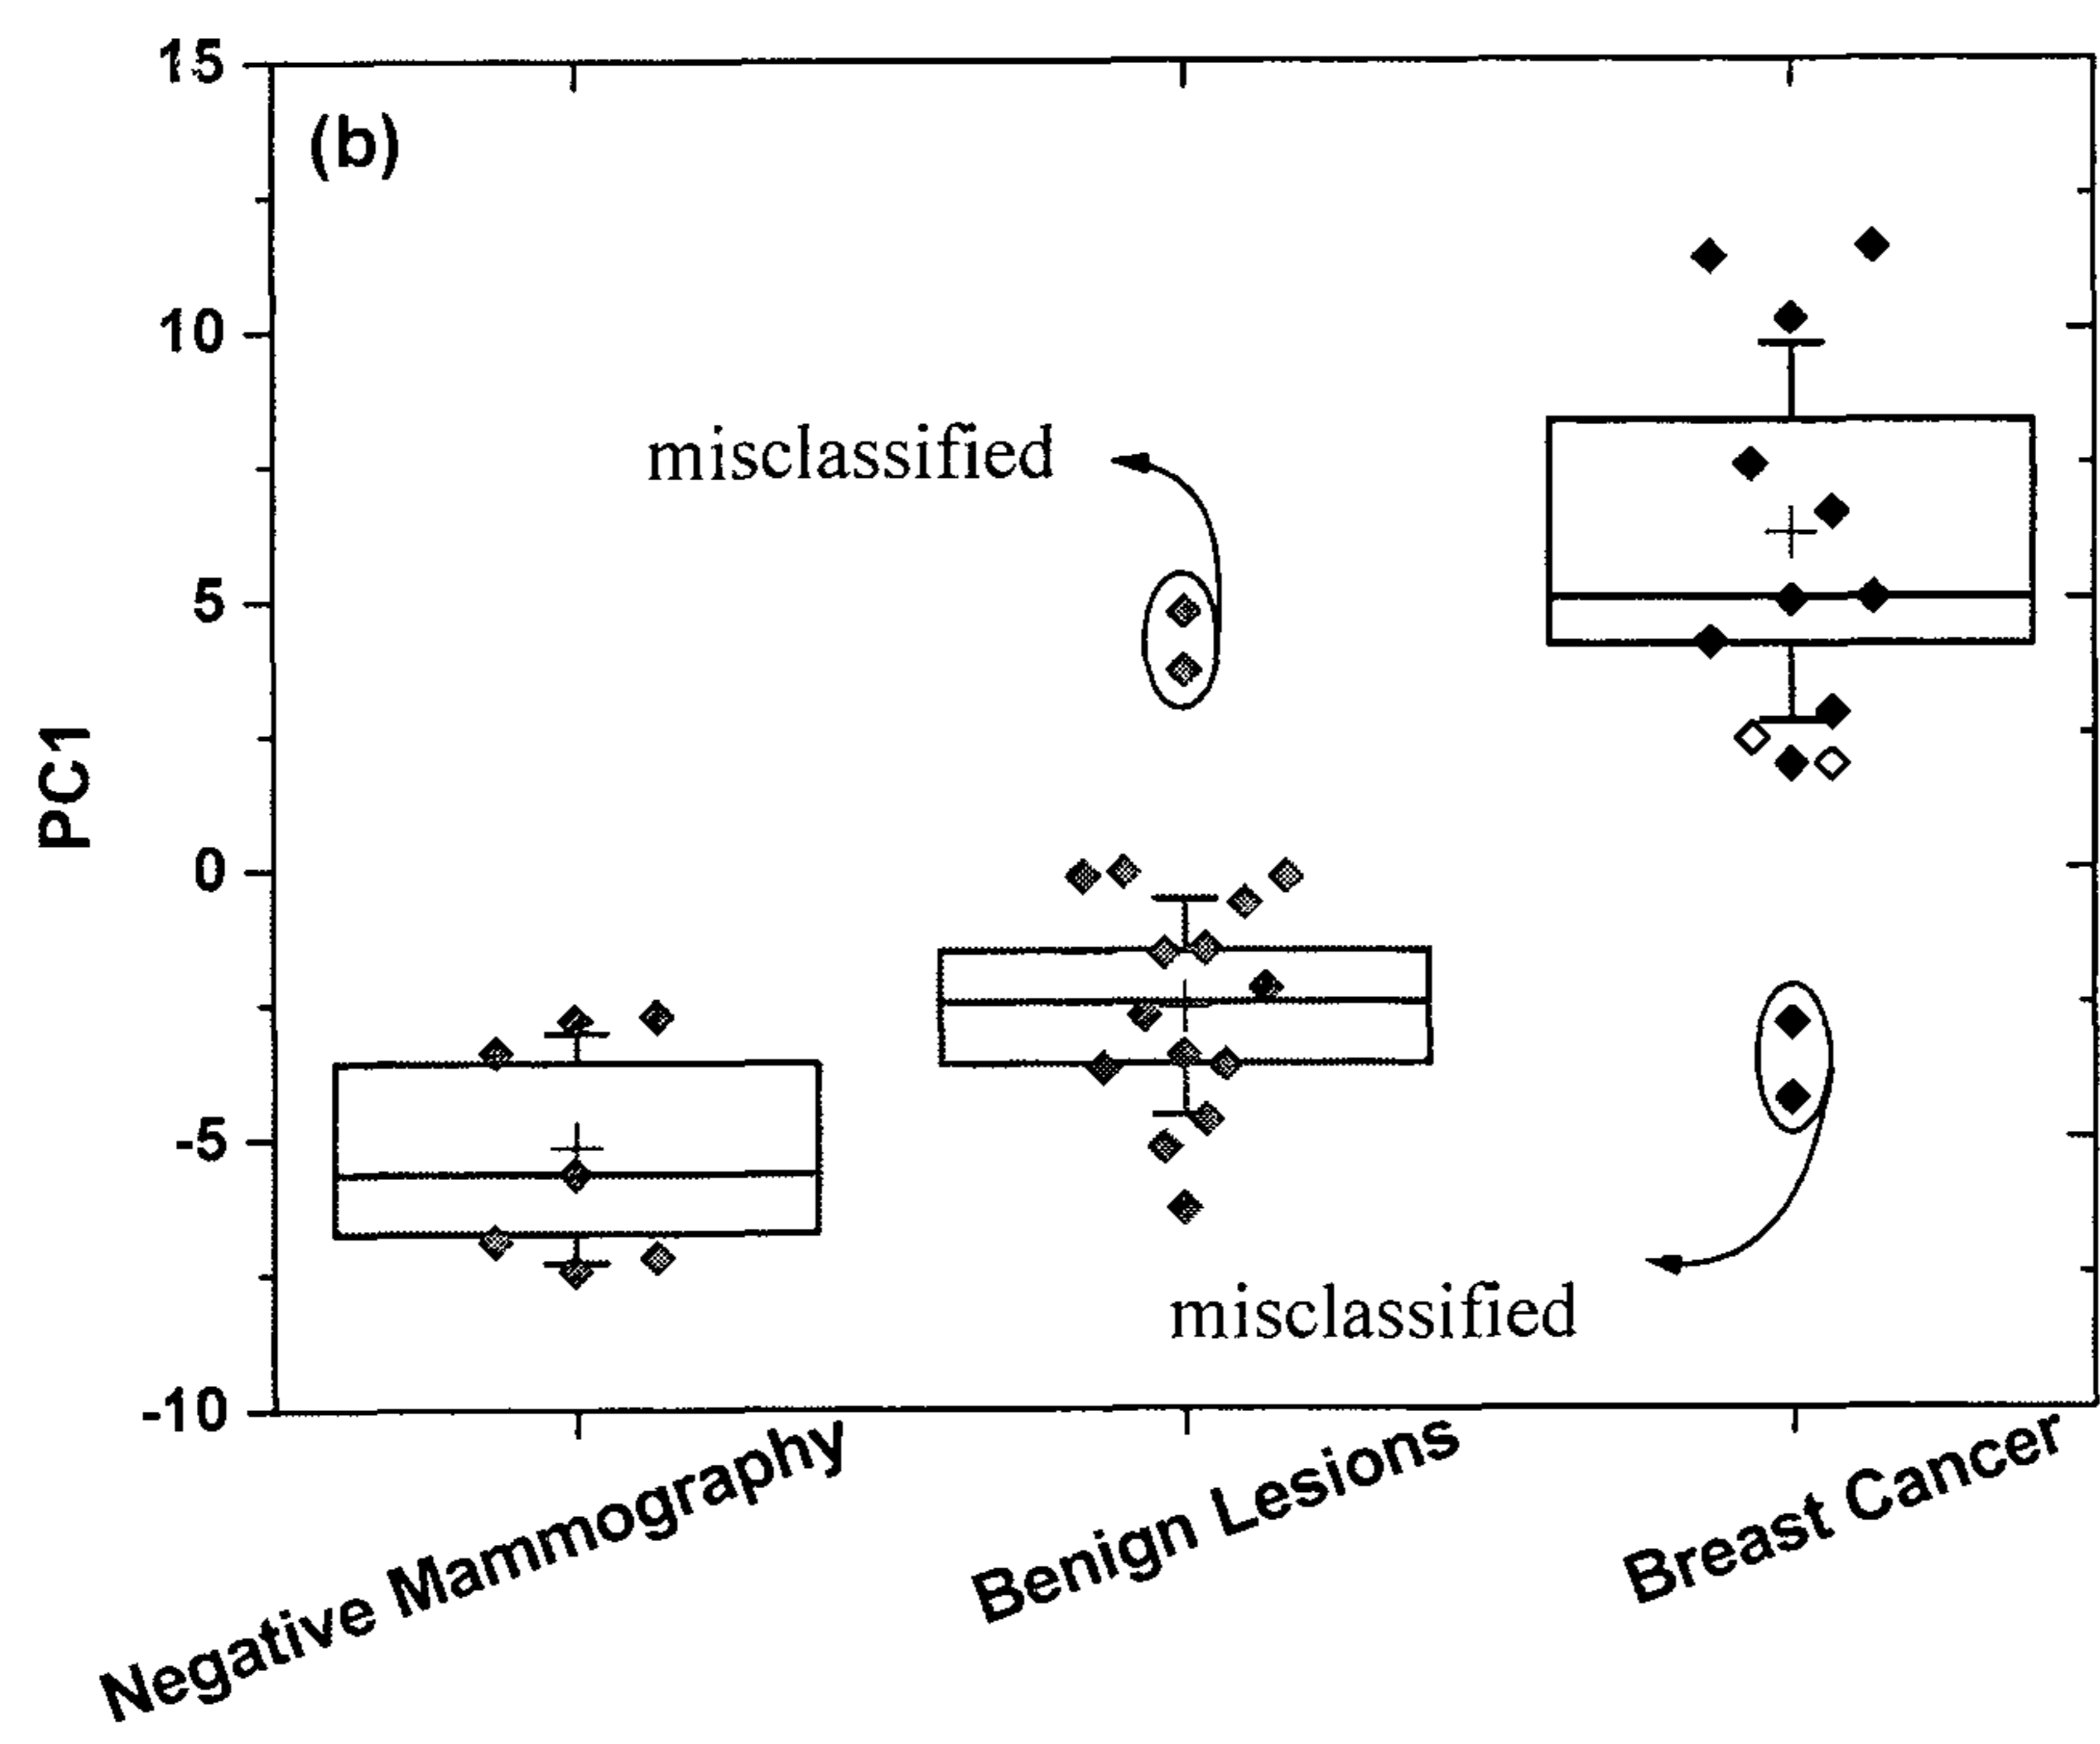 15
(b)
10
misclassified
5
PC1
0
-5
misclassified
-10
Negative Mammography
Benign Lesions
Breast Cancer